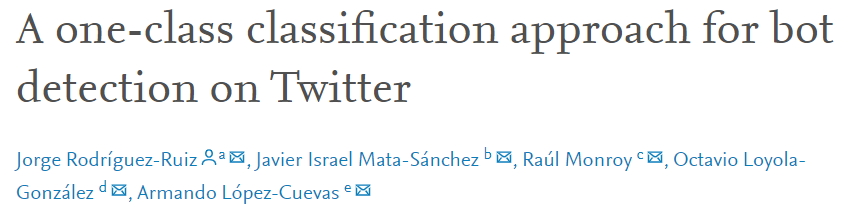 A one-class classification approach for bot
detection on Twitter
Jorge Rodríguez-Ruiz a, Javier Israel Mata-Sánchez b, Raúl Monroy c, Octavio Loyola-
González d, Armando López-Cuevas e